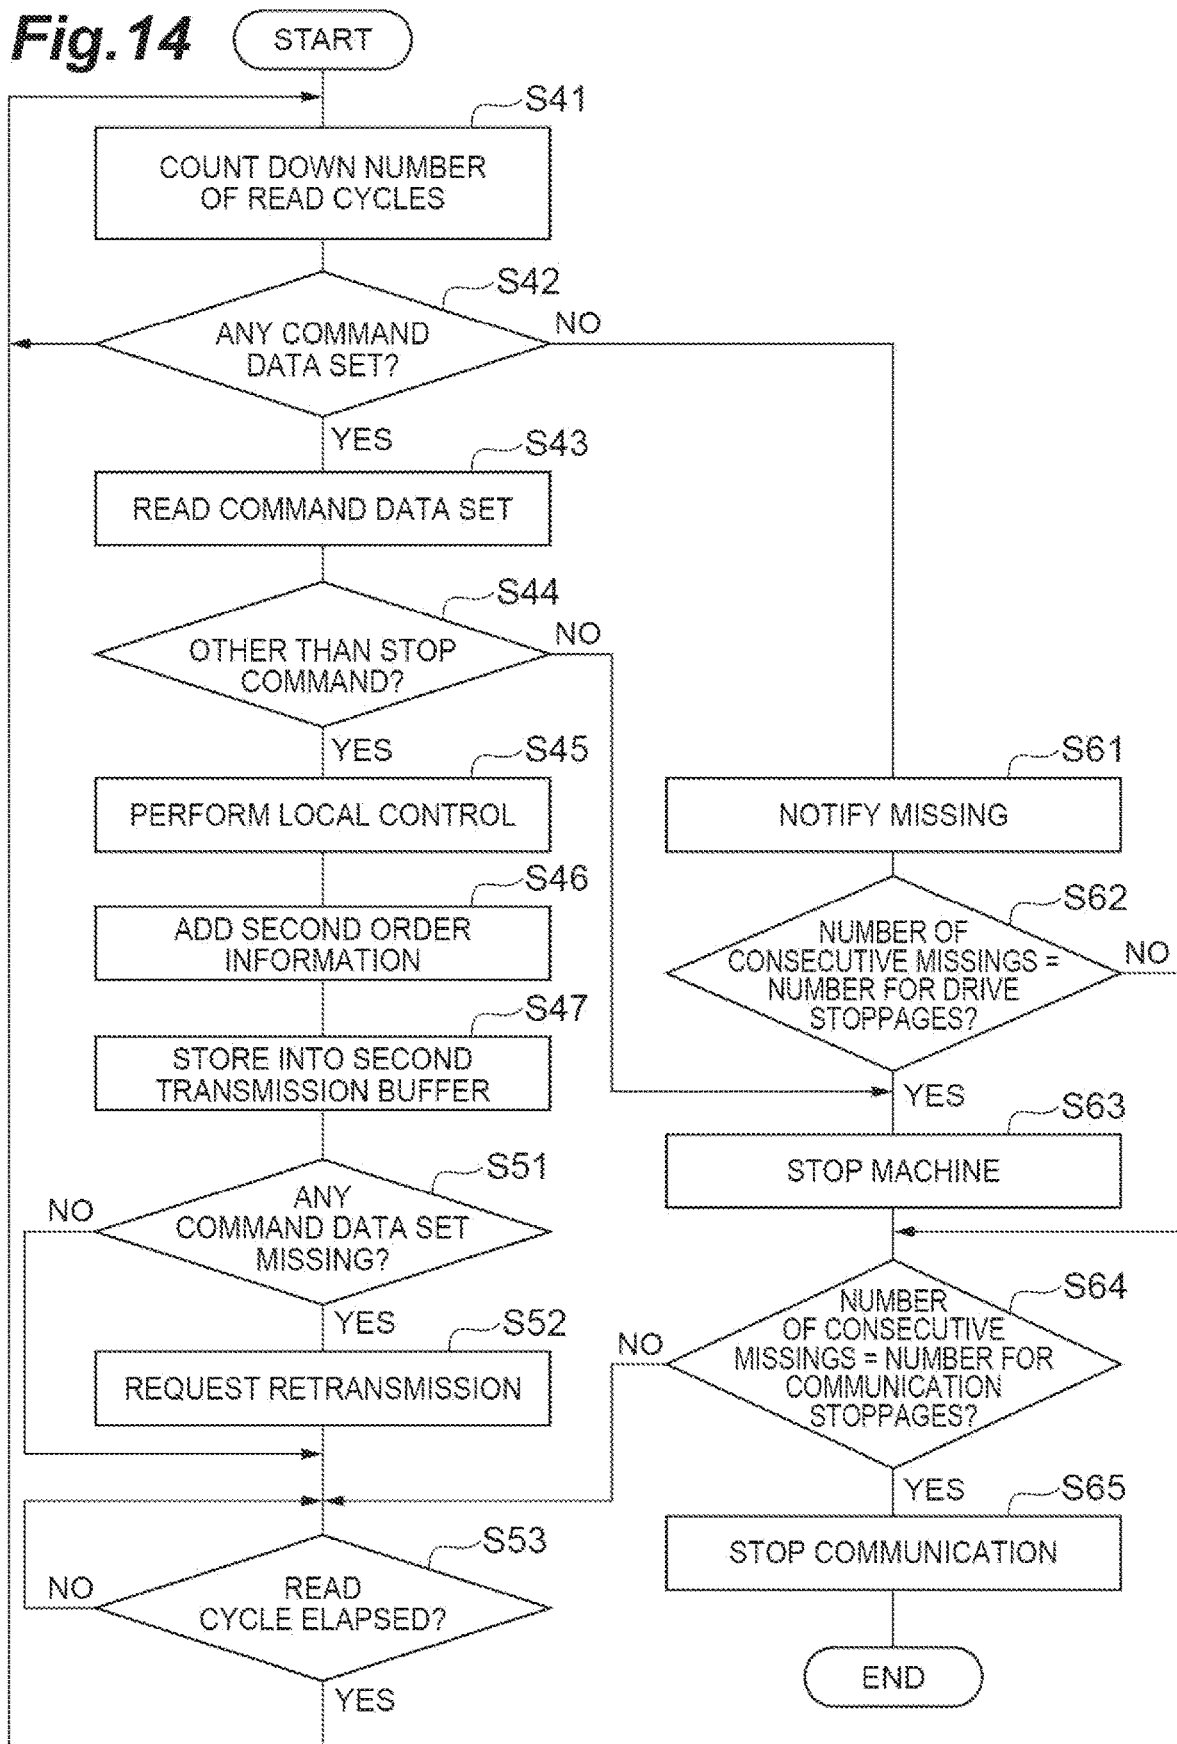 Fig.14
START
S41
COUNT DOWN NUMBER
OF READ CYCLES
S42
ANY COMMAND
DATA SET?
NO
YES
S43
READ COMMAND DATA SET
S44
OTHER THAN STOP
COMMAND?
NO
YES
S45
PERFORM LOCAL CONTROL
S46
ADD SECOND ORDER
INFORMATION
S47
STORE INTO SECOND
TRANSMISSION BUFFER
S51
ANY
COMMAND DATA SET
MISSING?
NO
YES
S52
REQUEST RETRANSMISSION
S53
READ
CYCLE ELAPSED?
NO
YES
S61
NOTIFY MISSING
S62
NUMBER OF
CONSECUTIVE MISSINGS =
NUMBER FOR DRIVE
STOPPAGES?
NO
YES
S63
STOP MACHINE
S64
NUMBER
OF CONSECUTIVE
MISSINGS = NUMBER FOR
COMMUNICATION
STOPPAGES?
NO
YES
S65
STOP COMMUNICATION
END